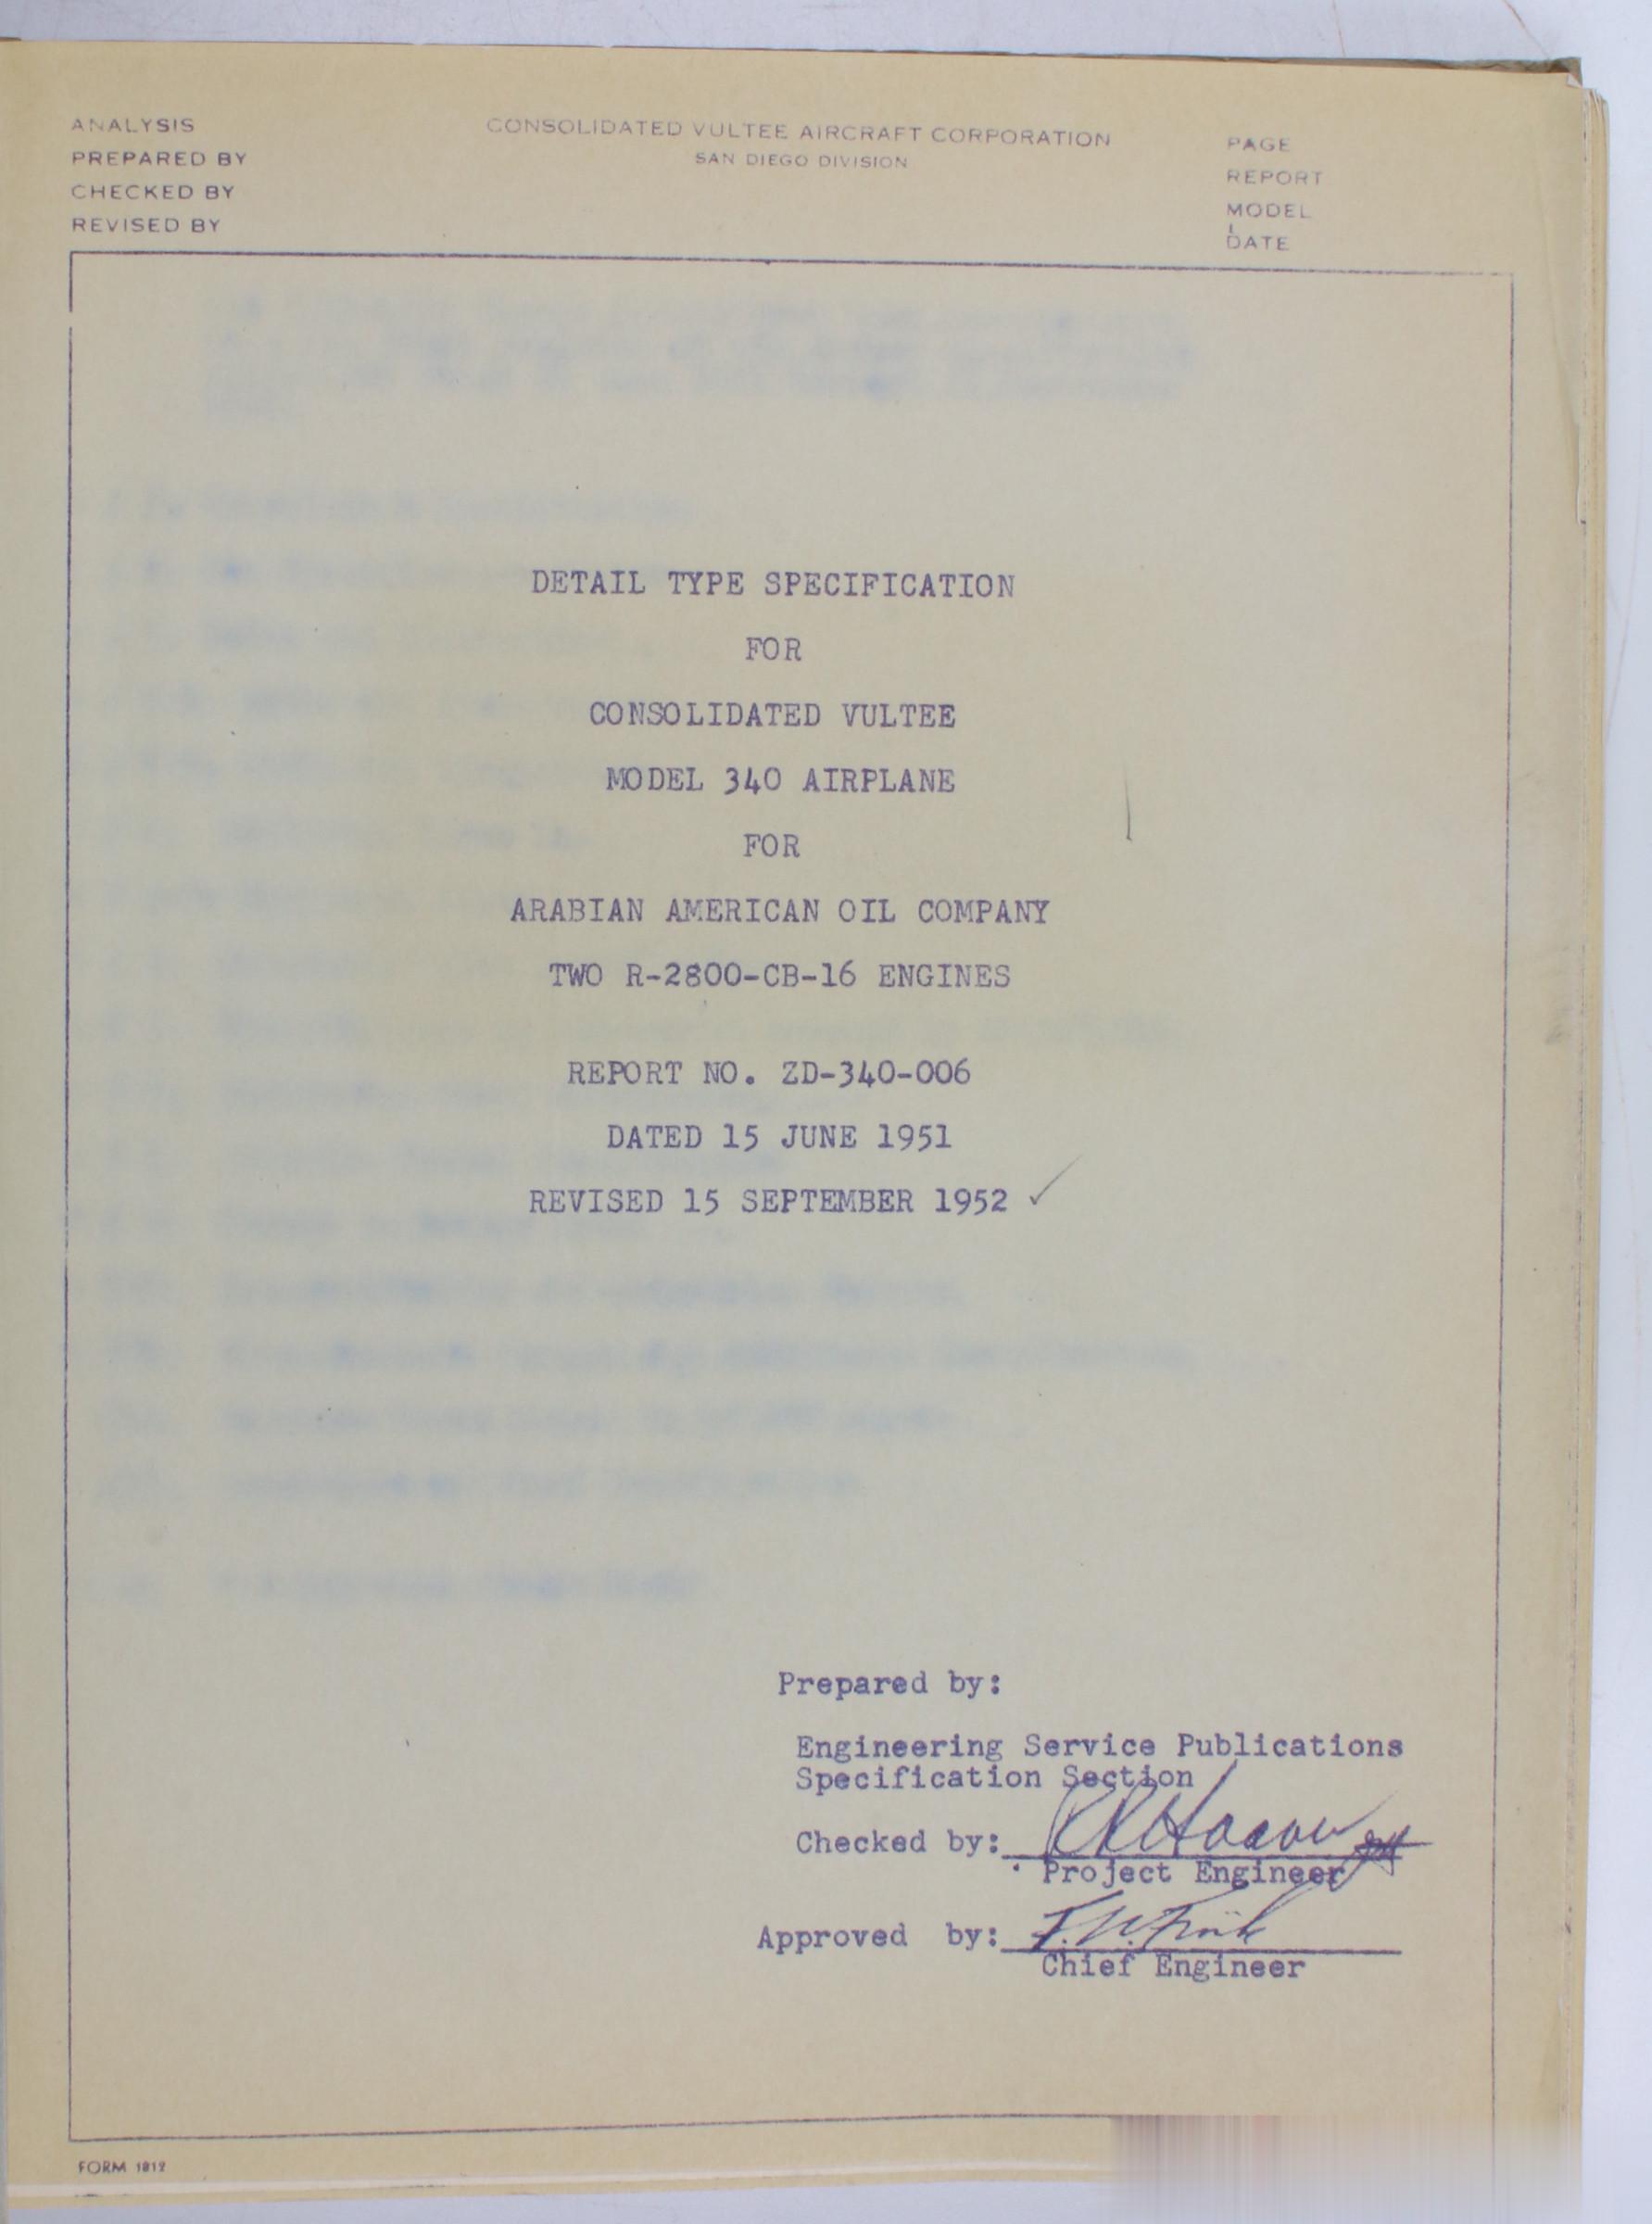 ANALYSIS
PREPARED BY
CHECKED BY
REVISED BY
CONSOLIDATED VULTEE AIRCRAFT CORPORATION
SAN DIEGO DIVISION
PAGE
REPORT
MODEL
DATE
DETAIL TYPE SPECIFICATION
FOR
CONSOLIDATED VULTEE
MODEL 340 AIRPLANE
FOR
ARABIAN AMERICAN OIL COMPANY
TWO R-2800-CB-16 ENGINES
REPORT NO. ZD-340-006
DATED 15 JUNE 1951
REVISED 15 SEPTEMBER 1952
Prepared by:
Engineering Service Publications
Specification Section
Checked by:
Project Engineer
Approved by:
Chief Engineer
FORM 1812